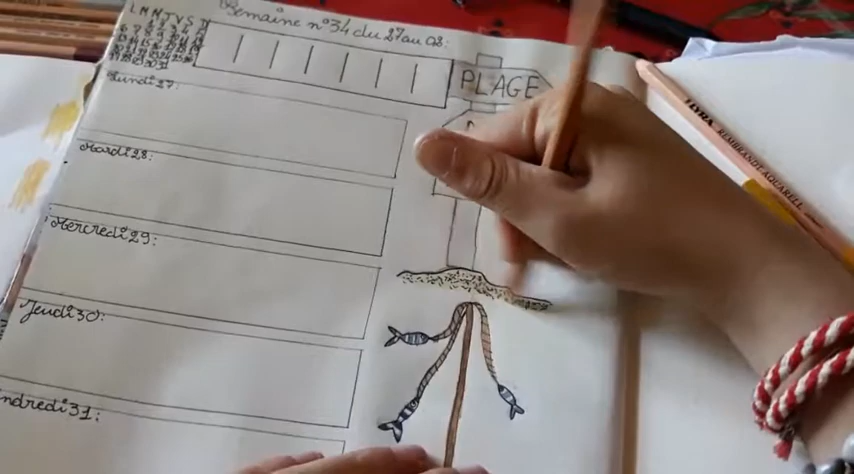 L M M J V S D
Semaine n°34 du 27 au 02
Lundi 27:
PLAGE
Mardi 28:
Mercredi 29:
Jeudi 30:
ndredi 31:
LYRA REMBRANDT AQUARELL